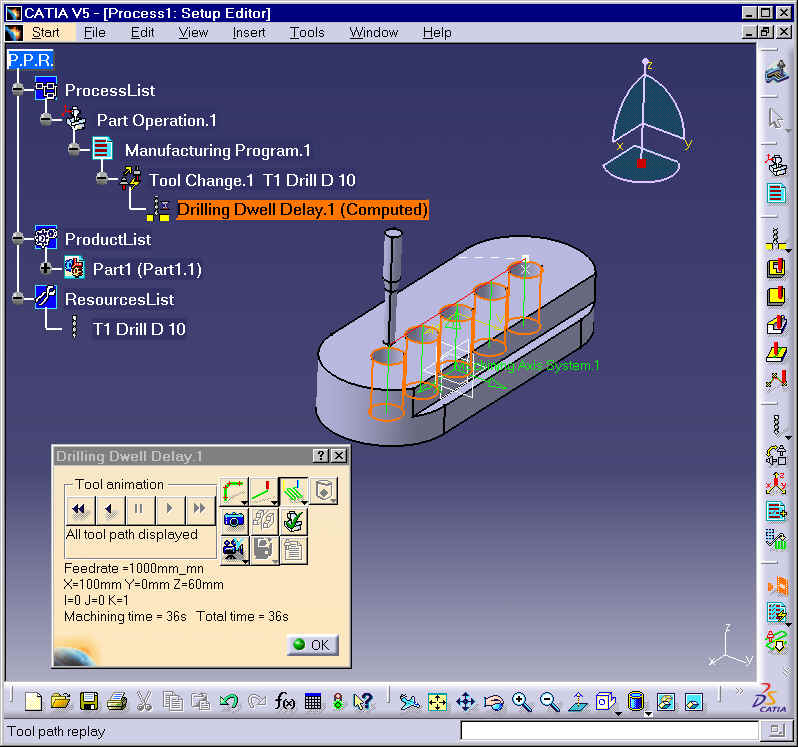 CATIA V5 - [Process1: Setup Editor]
Start File Edit View Insert Tools Window Help
P.P.R.
ProcessList
Part Operation.1
Manufacturing Program.1
Tool Change.1 T1 Drill D 10
Drilling Dwell Delay.1 (Computed)
ProductList
Part1 (Part1.1)
ResourcesList
T1 Drill D 10
z
x
y
Machining Axis System.1
Drilling Dwell Delay.1
Tool animation
All tool path displayed
Feedrate =1000mm_mn
X=100mm Y=0mm Z=60mm
I=0 J=0 K=1
Machining time = 36s Total time = 36s
OK
z
x
y
f(x)
CATIA
Tool path replay